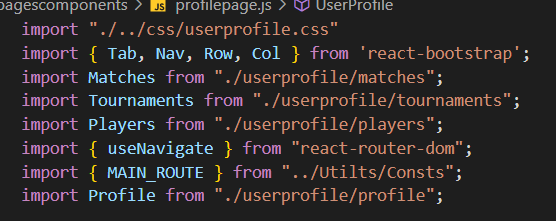 pagescomponents > JS profilepage.js > UserProfile
import "./../css/userprofile.css"
import { Tab, Nav, Row, Col } from 'react-bootstrap';
import Matches from "./userprofile/matches";
import Tournaments from "./userprofile/tournaments";
import Players from "./userprofile/players";
import { useNavigate } from "react-router-dom";
import { MAIN_ROUTE } from "../Utilts/Consts";
import Profile from "./userprofile/profile";